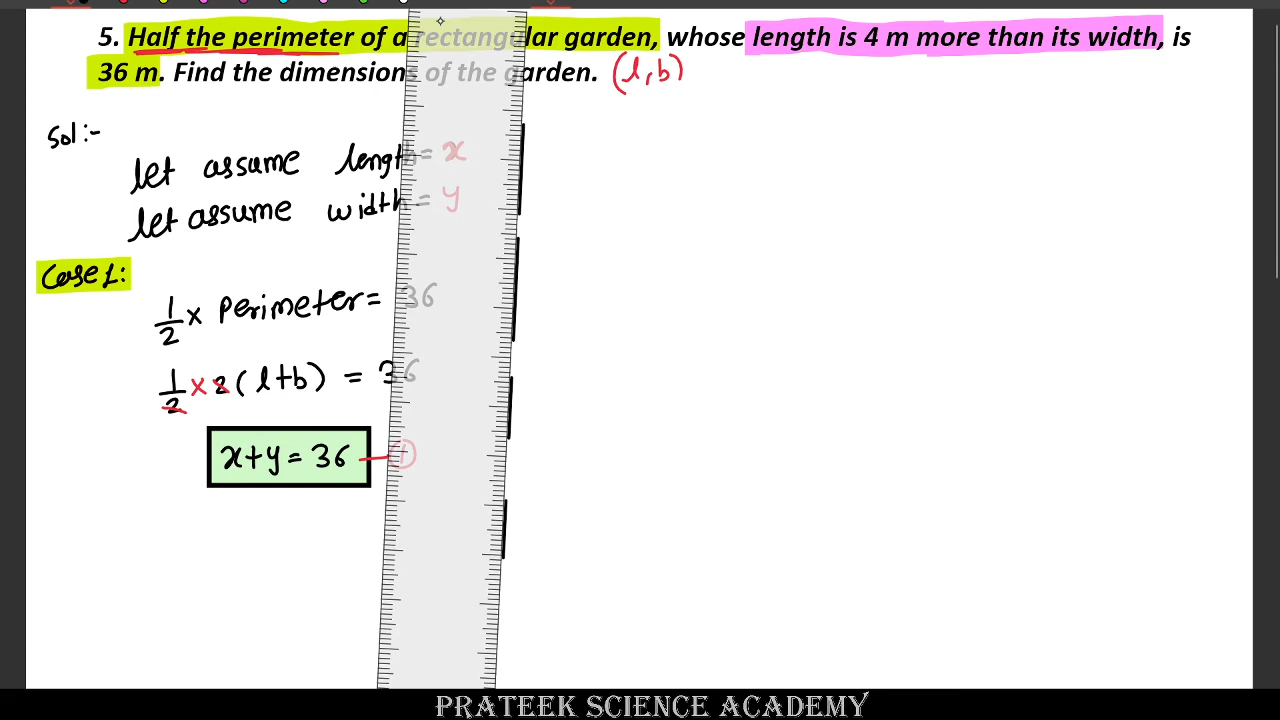 5. Half the perimeter of a rectangular garden, whose length is 4 m more than its width, is
36 m. Find the dimensions of the garden. (l, b)
Sol :-
let assume length = x
let assume width = y
Case 1:
1/2 x Perimeter = 36
1/2 x 2 ( l + b ) = 36
x + y = 36 — ①
PRATEEK SCIENCE ACADEMY